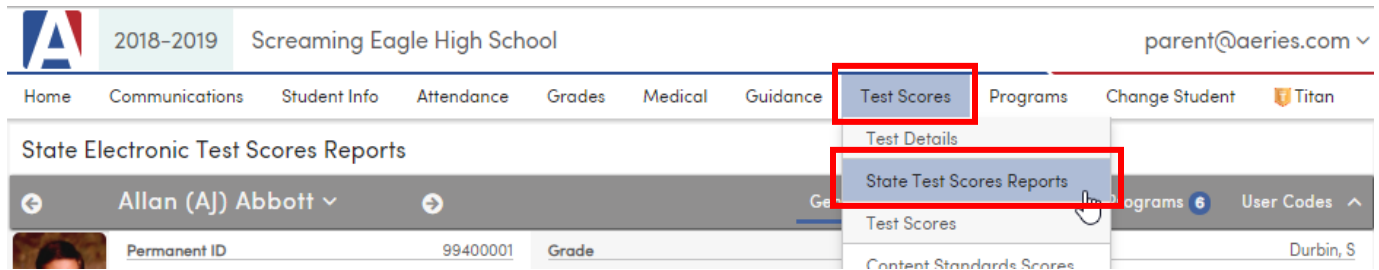 2018-2019 Screaming Eagle High School parent@aeries.com
Home Communications Student Info Attendance Grades Medical Guidance Test Scores Programs Change Student Titan
Test Details
State Electronic Test Scores Reports
State Test Scores Reports
Allan (AJ) Abbott Programs 6 User Codes
Test Scores
Permanent ID 99400001 Grade Durbin, S
Content Standards Scores